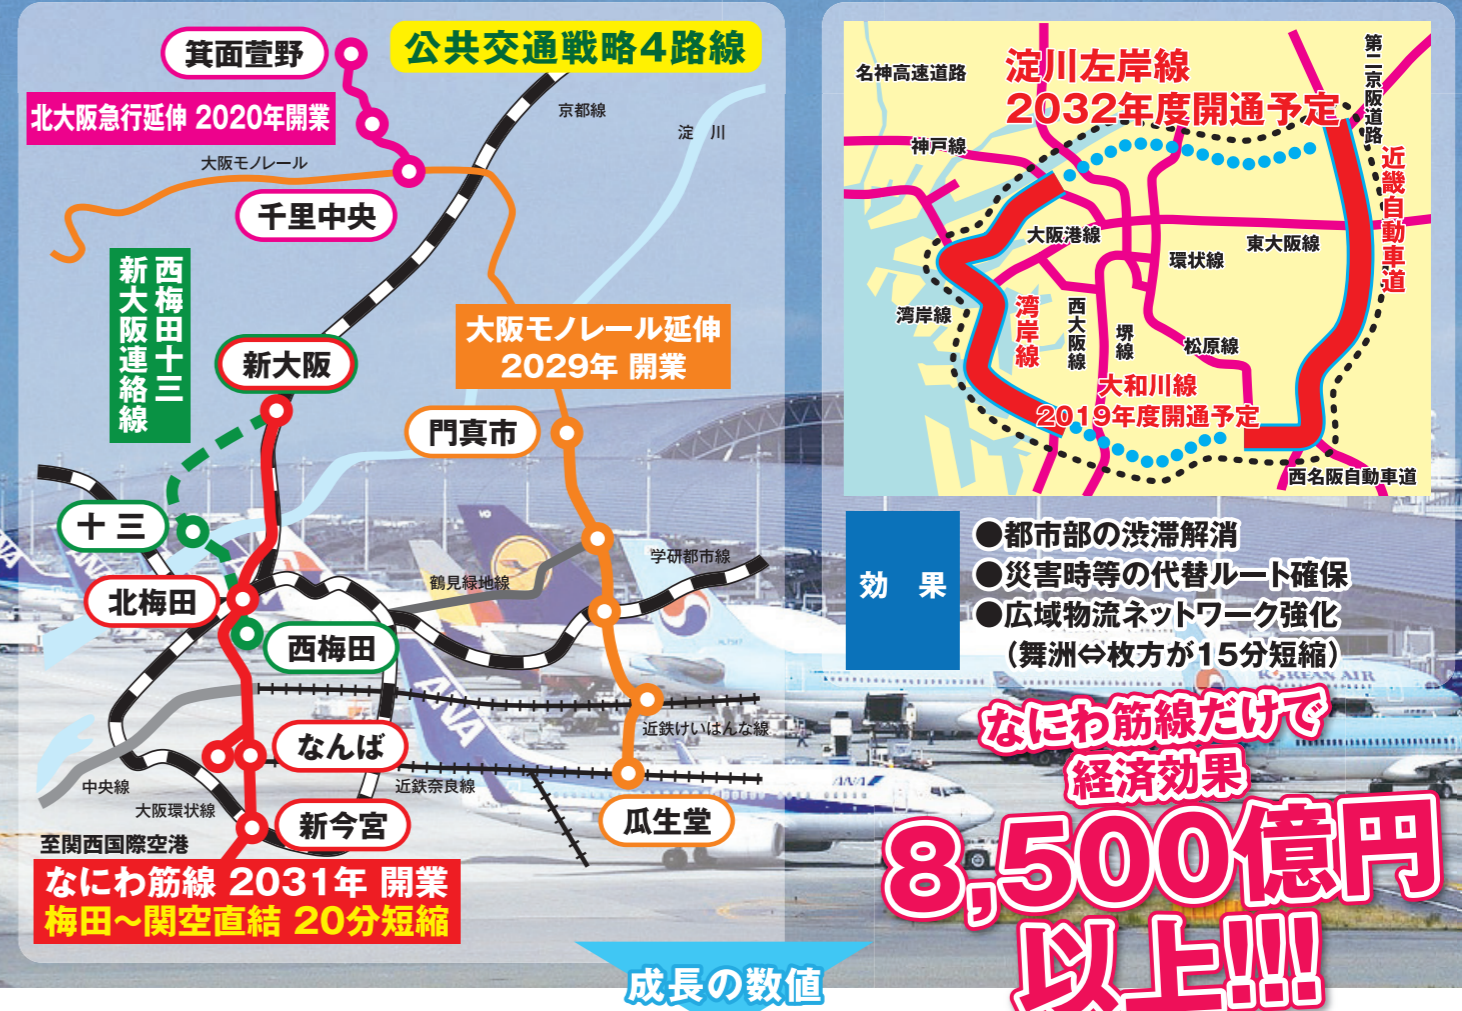 公共交通戦略4路線
箕面萱野
北大阪急行延伸 2020年開業
京都線
淀 川
大阪モノレール
千里中央
西梅田十三
新大阪連絡線
大阪モノレール延伸
2029年 開業
新大阪
門真市
十三
学研都市線
鶴見緑地線
北梅田
西梅田
近鉄けいはんな線
なんば
中央線
近鉄奈良線
大阪環状線
新今宮
瓜生堂
至関西国際空港
なにわ筋線 2031年 開業
梅田～関空直結 20分短縮
名神高速道路
淀川左岸線
2032年度開通予定
第二京阪道路
神戸線
近畿自動車道
大阪港線
東大阪線
環状線
湾岸線
湾岸線
西大阪線
堺線
松原線
大和川線
2019年度開通予定
西名阪自動車道
効 果
●都市部の渋滞解消
●災害時等の代替ルート確保
●広域物流ネットワーク強化
（舞洲⇔枚方が15分短縮）
なにわ筋線だけで
経済効果
8,500億円
以上!!!
成長の数値
ANA
ANA
KOREAN AIR